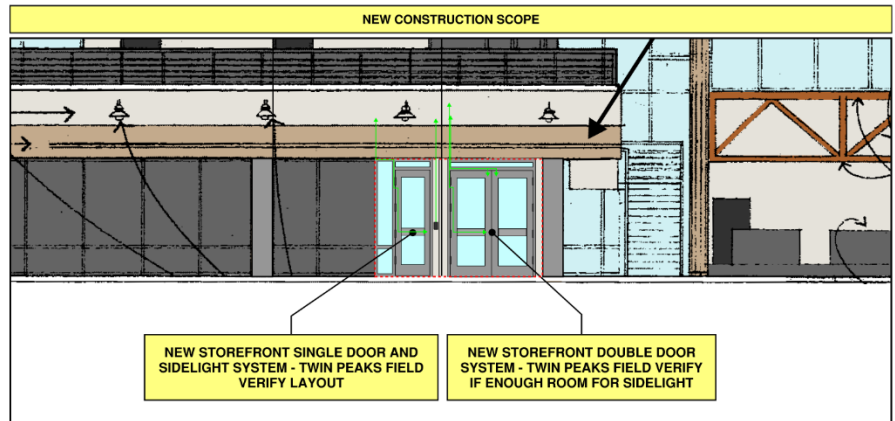 NEW CONSTRUCTION SCOPE
NEW STOREFRONT SINGLE DOOR AND
SIDELIGHT SYSTEM - TWIN PEAKS FIELD
VERIFY LAYOUT
NEW STOREFRONT DOUBLE DOOR
SYSTEM - TWIN PEAKS FIELD VERIFY
IF ENOUGH ROOM FOR SIDELIGHT